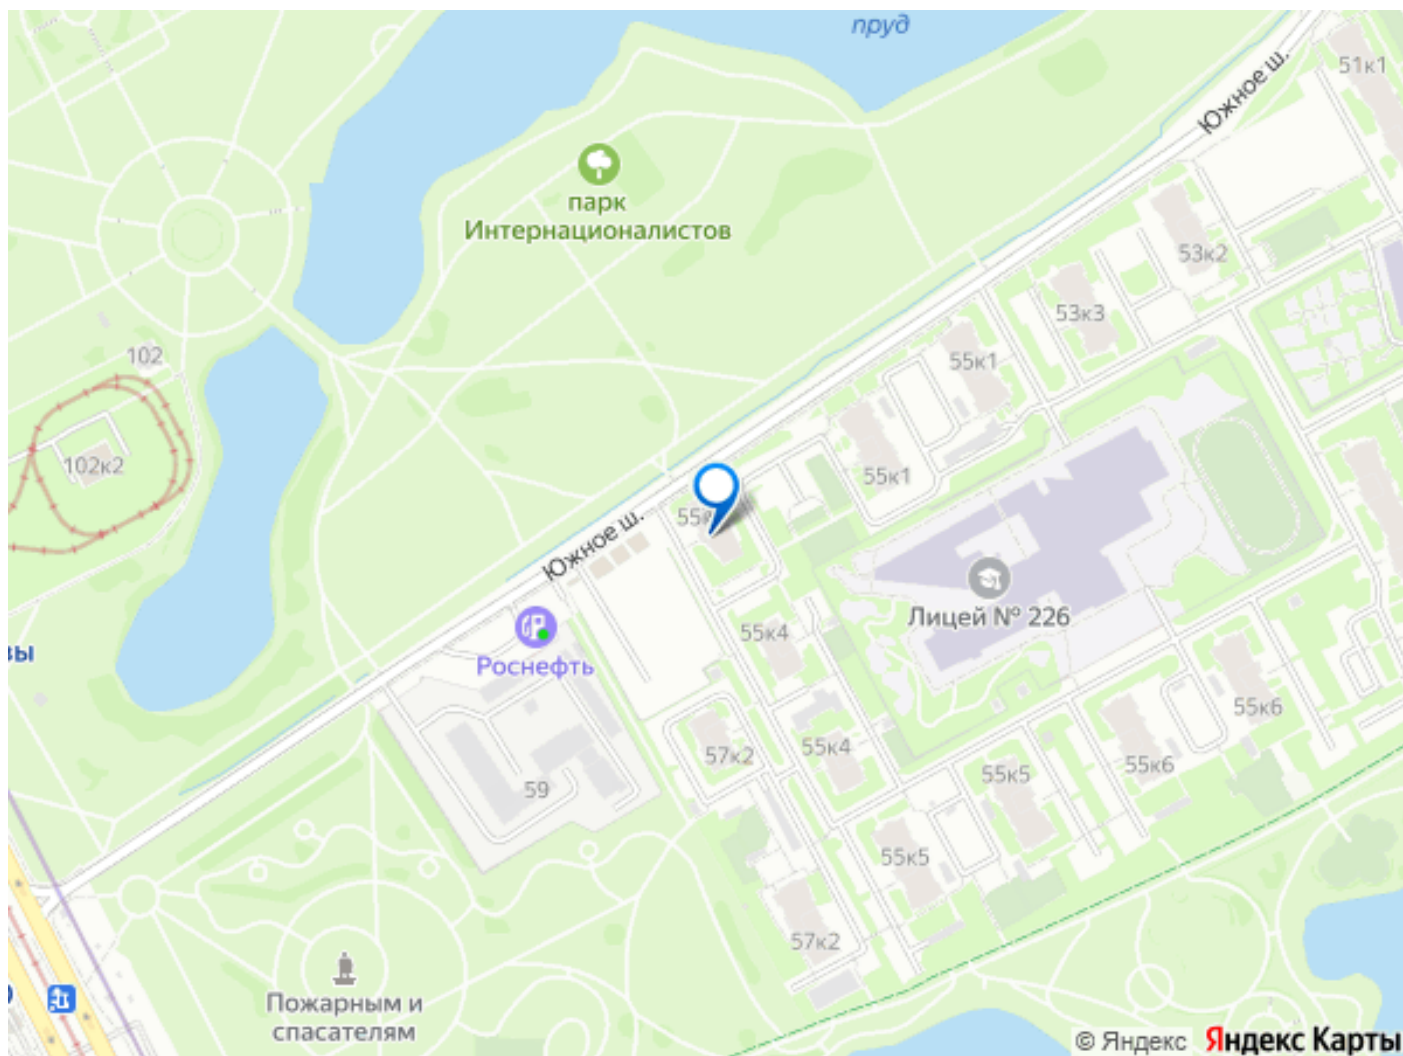 пруд
Южное ш.
51к1
парк
Интернационалистов
53к2
53к3
102
55к1
102к2
55к1
Южное ш.
Лицей № 226
55к4
Роснефть
55к6
57к2
55к4
55к6
55к5
59
55к5
57к2
Пожарным и
спасателям
© Яндекс
Яндекс Карты